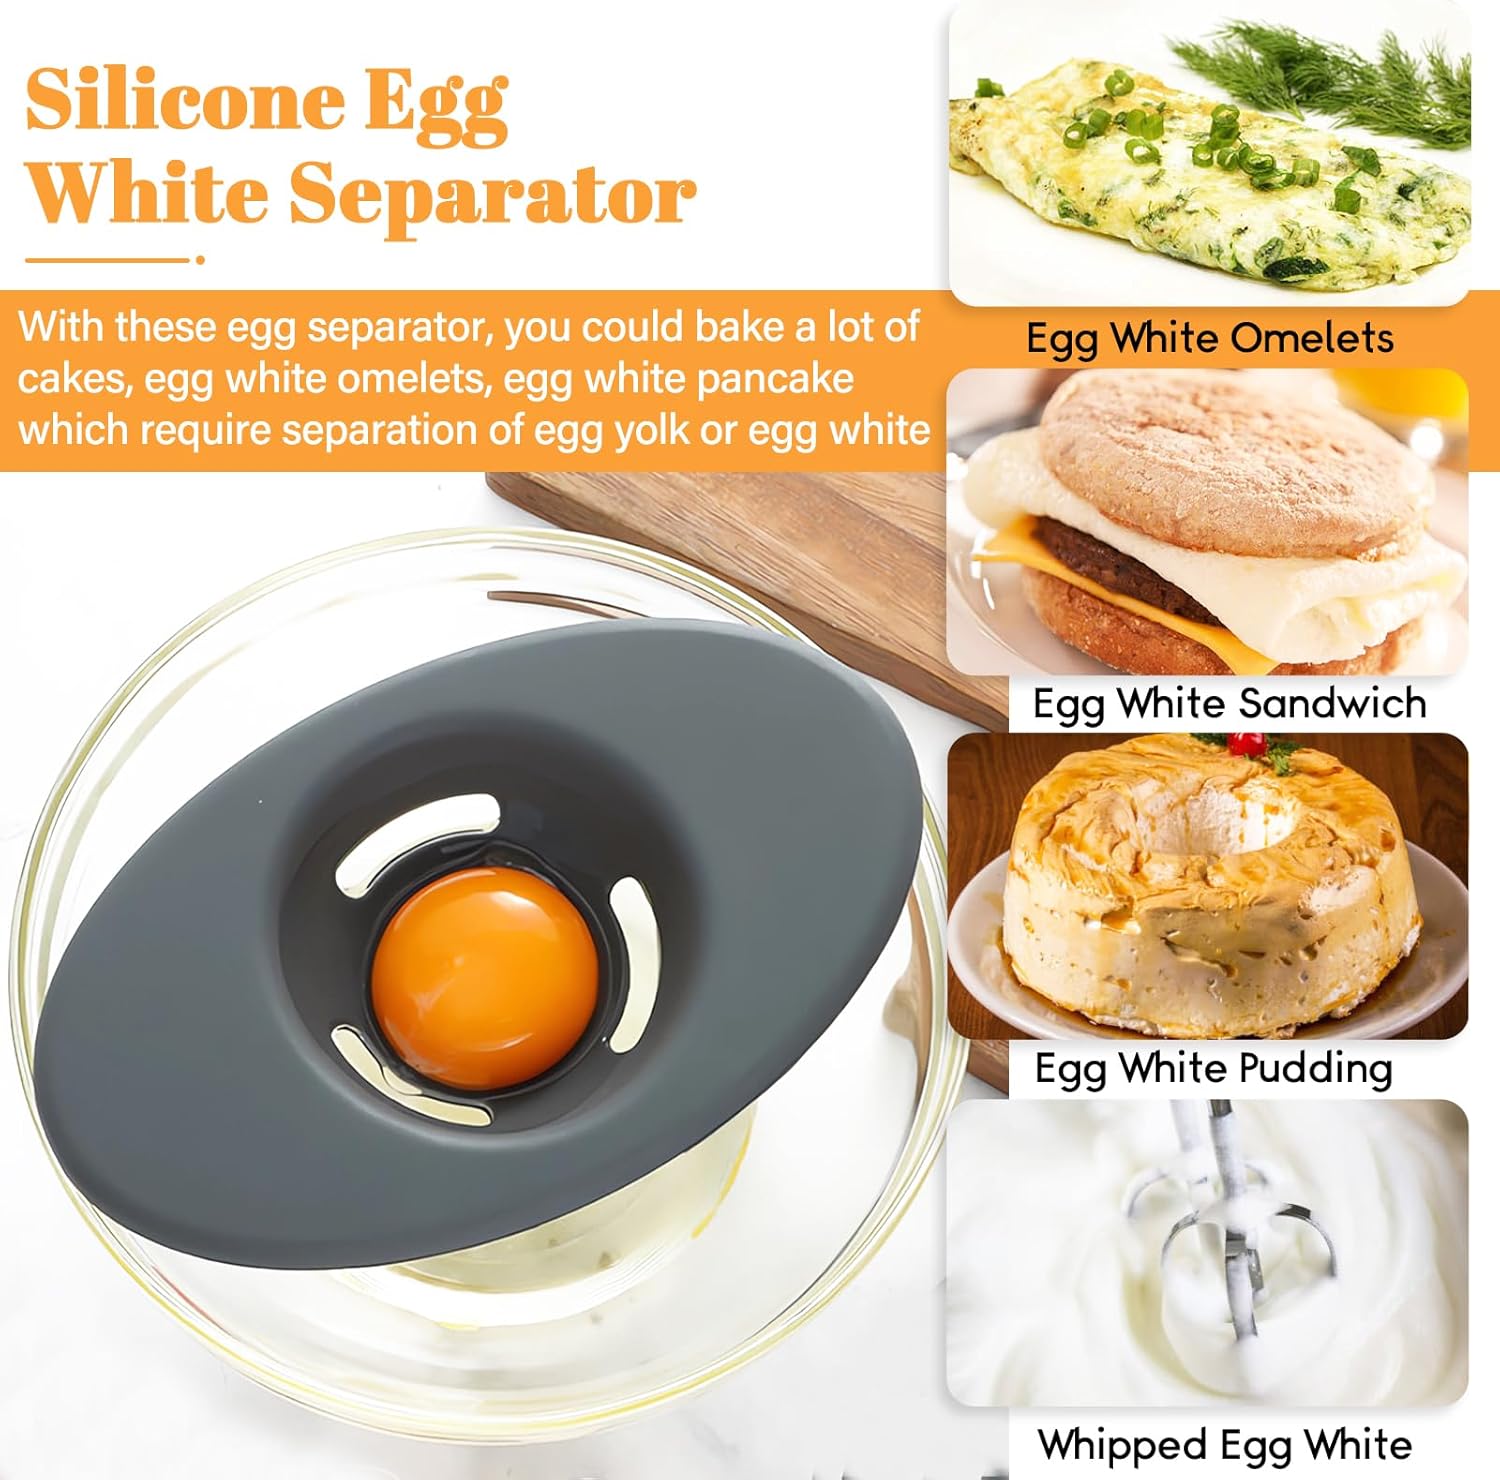 Silicone Egg
White Separator
With these egg separator, you could bake a lot of
cakes, egg white omelets, egg white pancake
which require separation of egg yolk or egg white
Egg White Omelets
Egg White Sandwich
Egg White Pudding
Whipped Egg White